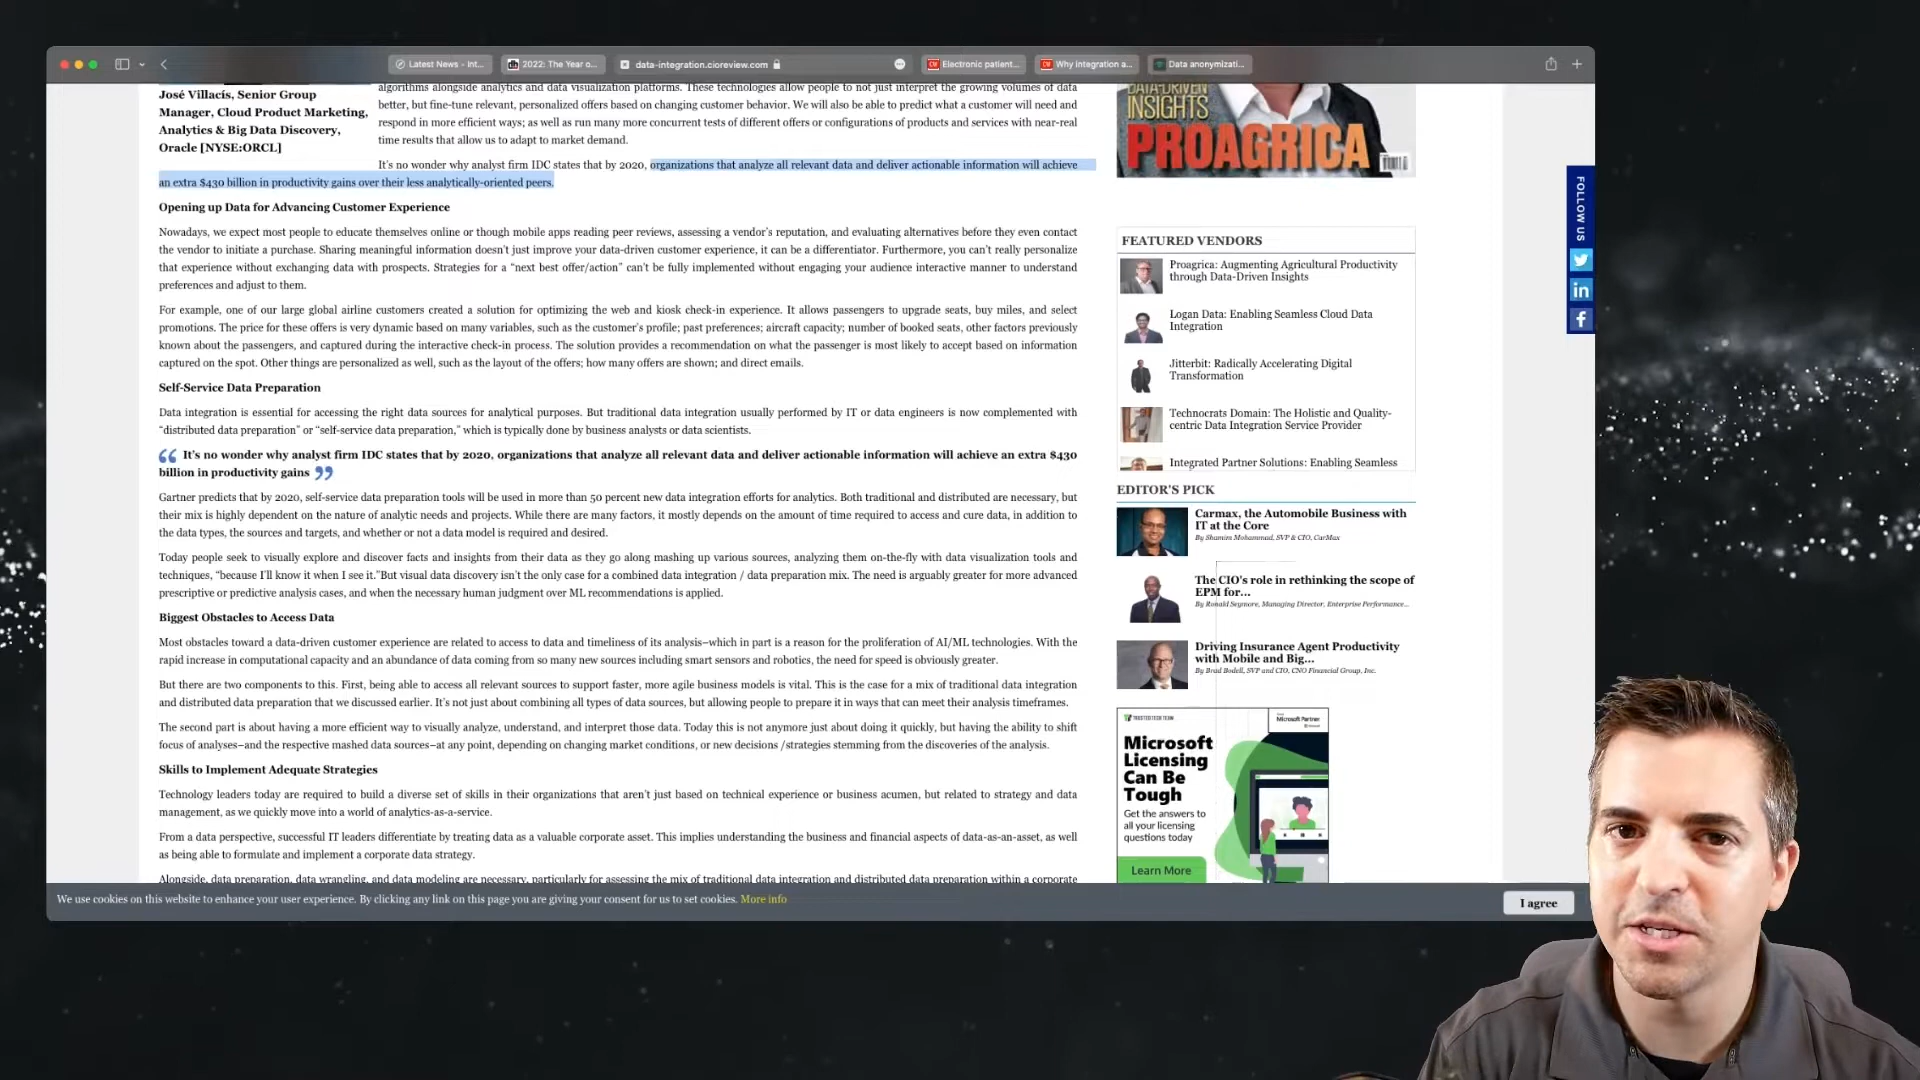 Latest News - Int...
2022: The Year o...
data-integration.cioreview.com
Electronic patient...
Why Integration a...
Data anonymizati...
José Villacís, Senior Group
Manager, Cloud Product Marketing,
Analytics & Big Data Discovery,
Oracle [NYSE:ORCL]
algorithms alongside analytics and data visualization platforms. These technologies allow people to not just interpret the growing volumes of data
better, but fine-tune relevant, personalized offers based on changing customer behavior. We will also be able to predict what a customer will need and
respond in more efficient ways; as well as run many more concurrent tests of different offers or configurations of products and services with near-real
time results that allow us to adapt to market demand.
It's no wonder why analyst firm IDC states that by 2020, organizations that analyze all relevant data and deliver actionable information will achieve
an extra $430 billion in productivity gains over their less analytically-oriented peers.
Opening up Data for Advancing Customer Experience
Nowadays, we expect most people to educate themselves online or though mobile apps reading peer reviews, assessing a vendor's reputation, and evaluating alternatives before they even contact
the vendor to initiate a purchase. Sharing meaningful information doesn't just improve your data-driven customer experience, it can be a differentiator. Furthermore, you can't really personalize
that experience without exchanging data with prospects. Strategies for a “next best offer/action” can't be fully implemented without engaging your audience interactive manner to understand
preferences and adjust to them.
For example, one of our large global airline customers created a solution for optimizing the web and kiosk check-in experience. It allows passengers to upgrade seats, buy miles, and select
promotions. The price for these offers is very dynamic based on many variables, such as the customer's profile; past preferences; aircraft capacity; number of booked seats, other factors previously
known about the passengers, and captured during the interactive check-in process. The solution provides a recommendation on what the passenger is most likely to accept based on information
captured on the spot. Other things are personalized as well, such as the layout of the offers; how many offers are shown; and direct emails.
Self-Service Data Preparation
Data integration is essential for accessing the right data sources for analytical purposes. But traditional data integration usually performed by IT or data engineers is now complemented with
“distributed data preparation” or “self-service data preparation,” which is typically done by business analysts or data scientists.
“ It's no wonder why analyst firm IDC states that by 2020, organizations that analyze all relevant data and deliver actionable information will achieve an extra $430
billion in productivity gains ”
Gartner predicts that by 2020, self-service data preparation tools will be used in more than 50 percent new data integration efforts for analytics. Both traditional and distributed are necessary, but
their mix is highly dependent on the nature of analytic needs and projects. While there are many factors, it mostly depends on the amount of time required to access and cure data, in addition to
the data types, the sources and targets, and whether or not a data model is required and desired.
Today people seek to visually explore and discover facts and insights from their data as they go along mashing up various sources, analyzing them on-the-fly with data visualization tools and
techniques, “because I'll know it when I see it.”But visual data discovery isn't the only case for a combined data integration / data preparation mix. The need is arguably greater for more advanced
prescriptive or predictive analysis cases, and when the necessary human judgment over ML recommendations is applied.
Biggest Obstacles to Access Data
Most obstacles toward a data-driven customer experience are related to access to data and timeliness of its analysis–which in part is a reason for the proliferation of AI/ML technologies. With the
rapid increase in computational capacity and an abundance of data coming from so many new sources including smart sensors and robotics, the need for speed is obviously greater.
But there are two components to this. First, being able to access all relevant sources to support faster, more agile business models is vital. This is the case for a mix of traditional data integration
and distributed data preparation that we discussed earlier. It's not just about combining all types of data sources, but allowing people to prepare it in ways that can meet their analysis timeframes.
The second part is about having a more efficient way to visually analyze, understand, and interpret those data. Today this is not anymore just about doing it quickly, but having the ability to shift
focus of analyses–and the respective mashed data sources–at any point, depending on changing market conditions, or new decisions /strategies stemming from the discoveries of the analysis.
Skills to Implement Adequate Strategies
Technology leaders today are required to build a diverse set of skills in their organizations that aren't just based on technical experience or business acumen, but related to strategy and data
management, as we quickly move into a world of analytics-as-a-service.
From a data perspective, successful IT leaders differentiate by treating data as a valuable corporate asset. This implies understanding the business and financial aspects of data-as-an-asset, as well
as being able to formulate and implement a corporate data strategy.
Alongside, data preparation, data wrangling, and data modeling are necessary, particularly for assessing the mix of traditional data integration and distributed data preparation within a corporate
DATA-DRIVEN
INSIGHTS
PROAGRICA
FEATURED VENDORS
Proagrica: Augmenting Agricultural Productivity
through Data-Driven Insights
Logan Data: Enabling Seamless Cloud Data
Integration
Jitterbit: Radically Accelerating Digital
Transformation
Technocrats Domain: The Holistic and Quality-
centric Data Integration Service Provider
Integrated Partner Solutions: Enabling Seamless
EDITOR'S PICK
Carmax, the Automobile Business with
IT at the Core
By Shamim Mohammad, SVP & CIO, CarMax
The CIO's role in rethinking the scope of
EPM for...
By Ronald Seymore, Managing Director, Enterprise Performance...
Driving Insurance Agent Productivity
with Mobile and Big...
By Brad Bodell, SVP and CIO, CNO Financial Group, Inc.
TRUSTED TECH TEAM
Microsoft Partner
Microsoft
Licensing
Can Be
Tough
Get the answers to
all your licensing
questions today
Learn More
FOLLOW US
We use cookies on this website to enhance your user experience. By clicking any link on this page you are giving your consent for us to set cookies. More info
I agree